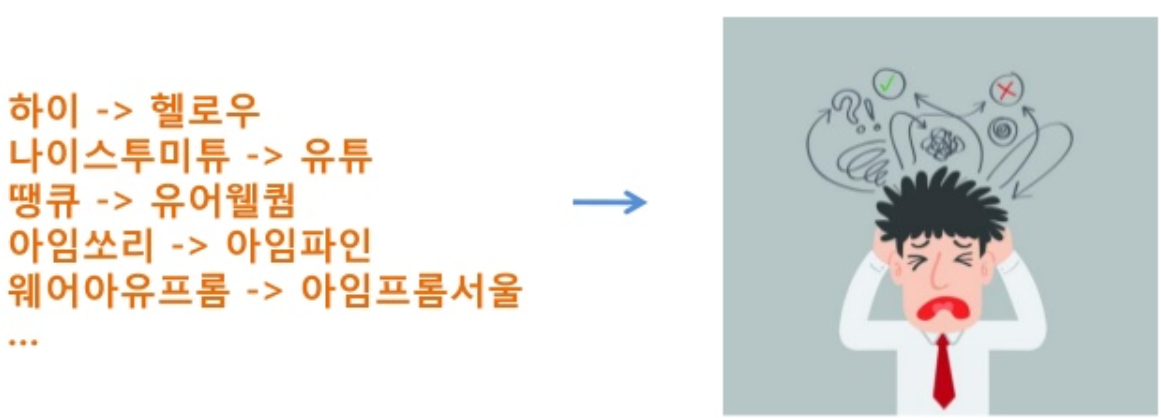 하이 -> 헬로우
나이스투미튜 -> 유튜
땡큐 -> 유어웰퀌
아임쏘리 -> 아임파인
웨어아유프롬 -> 아임프롬서울
...
?!